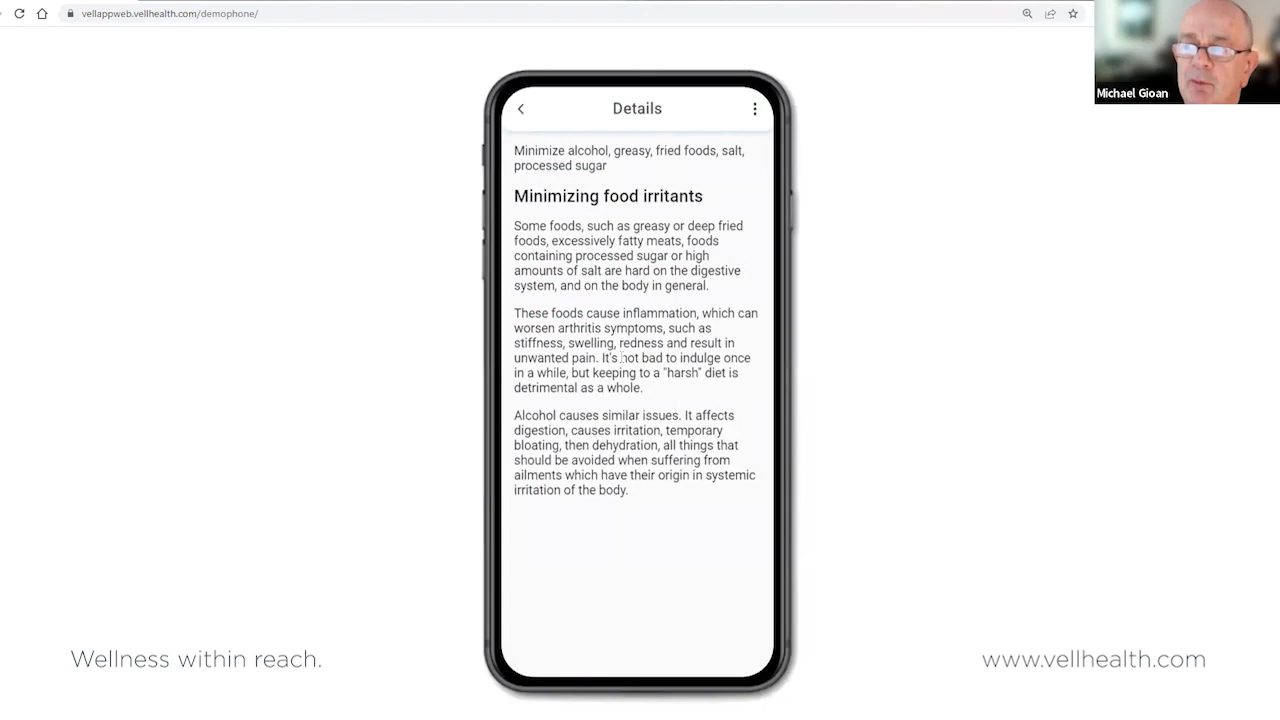 vellappweb.vellhealth.com/demophone/
Michael Gioan
Details
Minimize alcohol, greasy, fried foods, salt,
processed sugar
Minimizing food irritants
Some foods, such as greasy or deep fried
foods, excessively fatty meats, foods
containing processed sugar or high
amounts of salt are hard on the digestive
system, and on the body in general.
These foods cause inflammation, which can
worsen arthritis symptoms, such as
stiffness, swelling, redness and result in
unwanted pain. It's not bad to indulge once
in a while, but keeping to a "harsh" diet is
detrimental as a whole.
Alcohol causes similar issues. It affects
digestion, causes irritation, temporary
bloating, then dehydration, all things that
should be avoided when suffering from
ailments which have their origin in systemic
irritation of the body.
Wellness within reach.
www.vellhealth.com